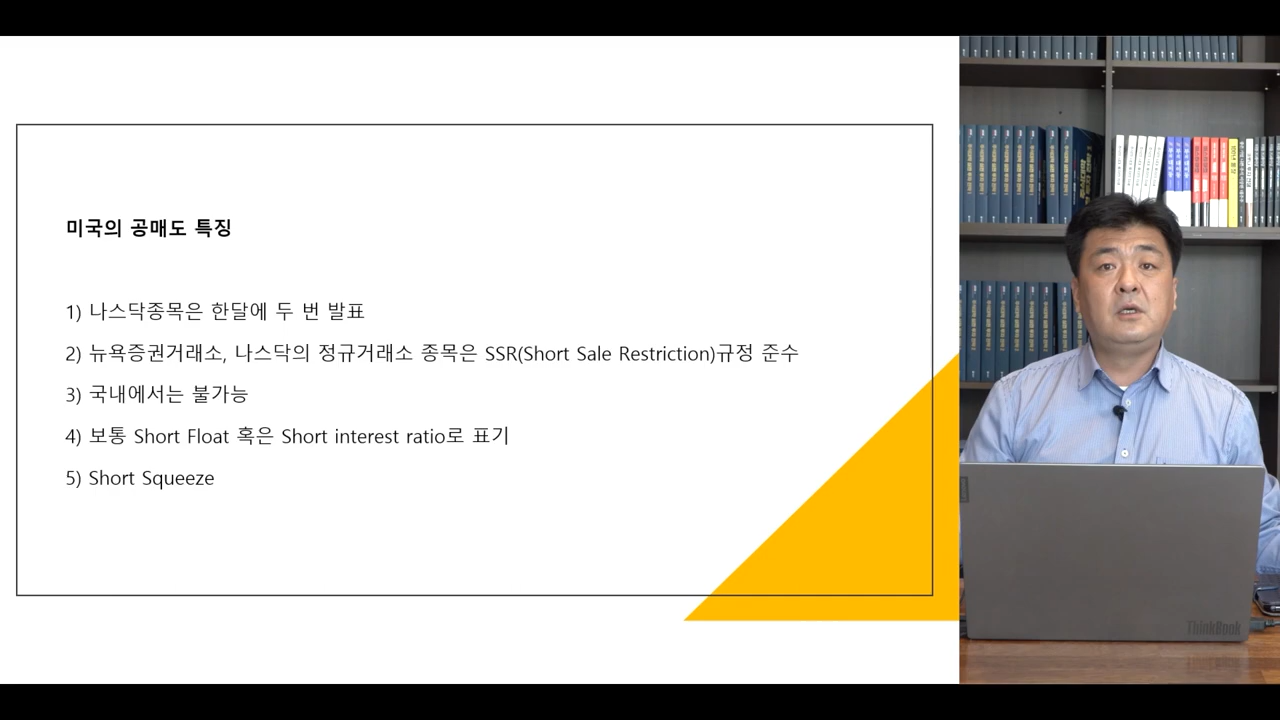 미국의 공매도 특징
1) 나스닥종목은 한달에 두 번 발표
2) 뉴욕증권거래소, 나스닥의 정규거래소 종목은 SSR(Short Sale Restriction)규정 준수
3) 국내에서는 불가능
4) 보통 Short Float 혹은 Short interest ratio로 표기
5) Short Squeeze
ThinkBook